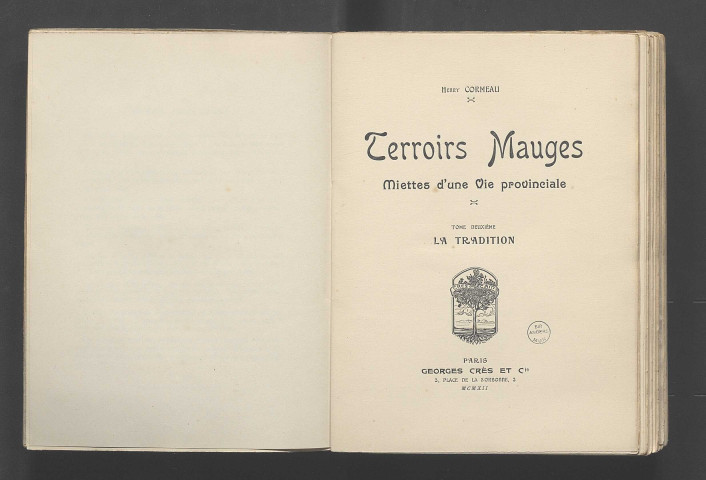 Henry CORMEAU
Terroirs Mauges
Miettes d'une Vie provinciale
TOME DEUXIÈME
LA TRADITION
PARIS
GEORGES CRÈS ET Cie
3, PLACE DE LA SORBONNE, 3
MCMXII